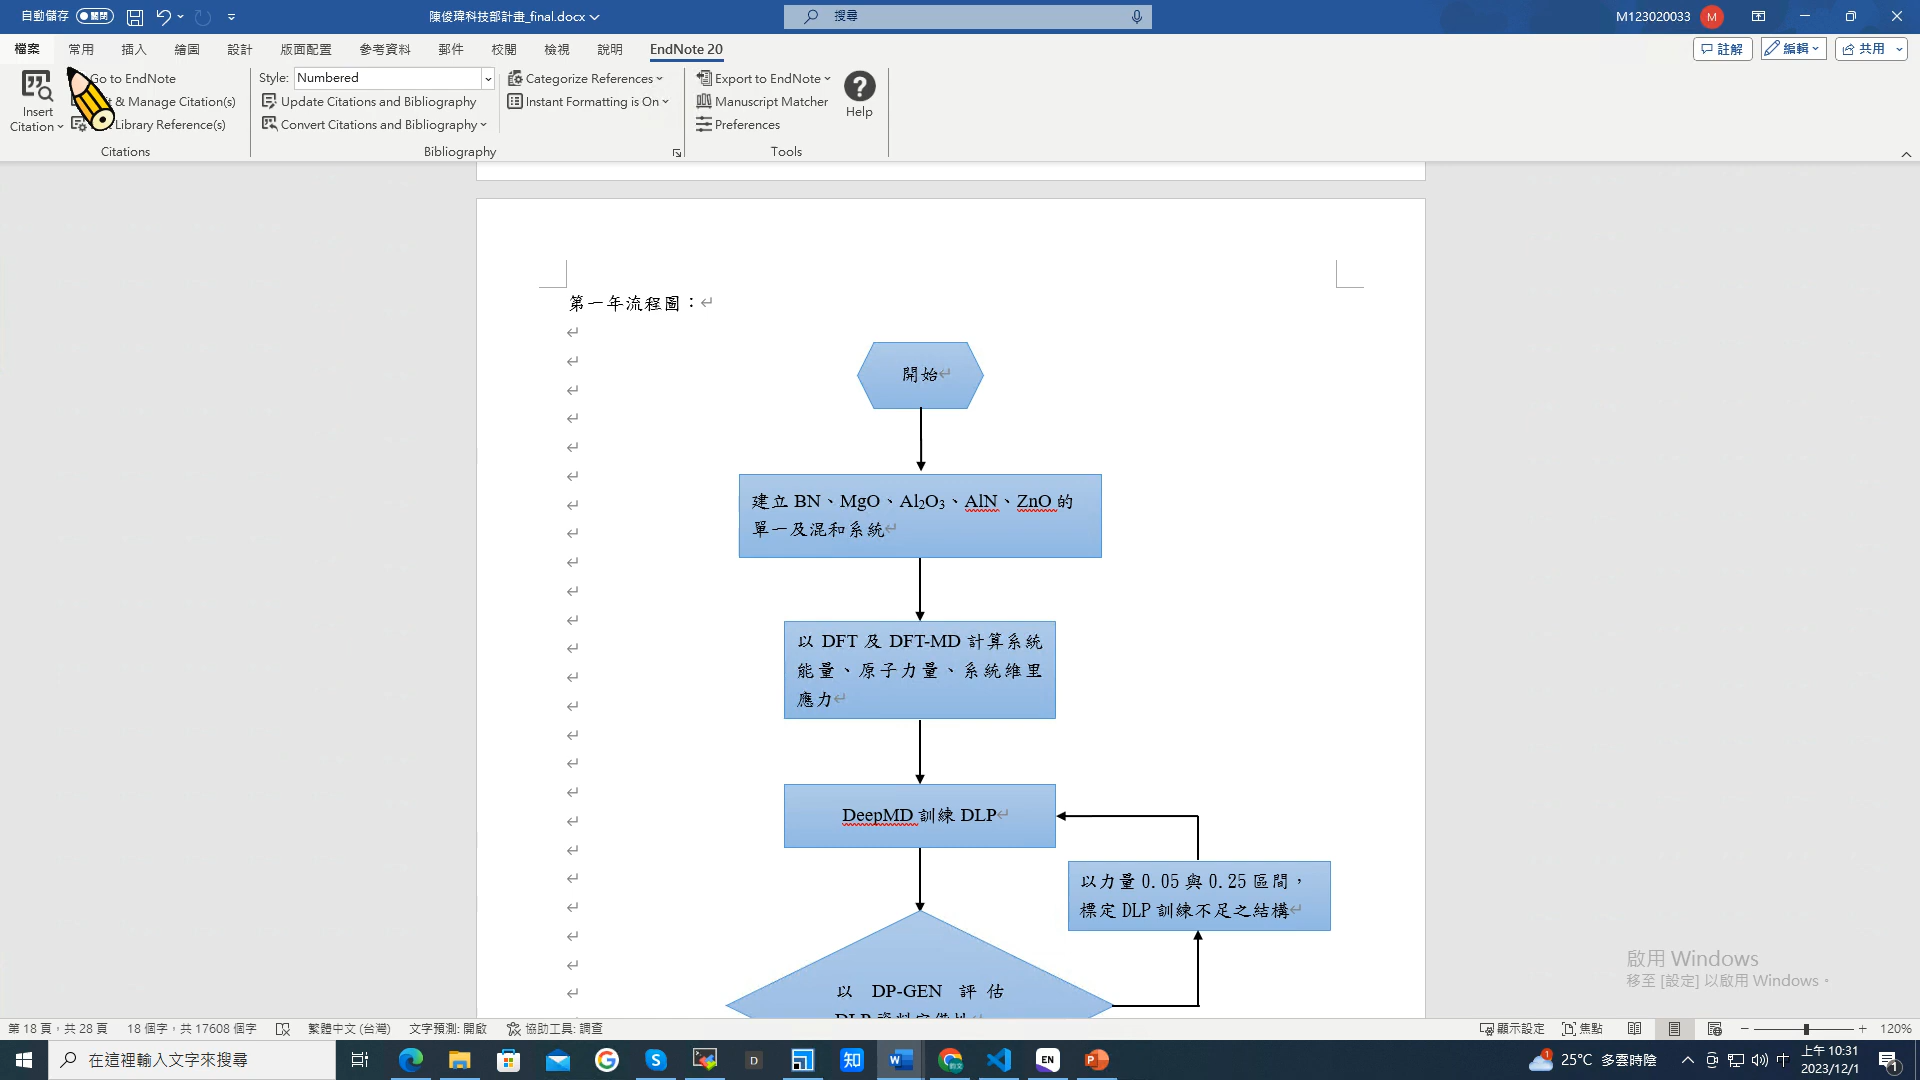 自動儲存 關閉
陳俊瑋科技部計畫_final.docx
搜尋
M123020033 M
檔案 常用 插入 繪圖 設計 版面配置 參考資料 郵件 校閱 檢視 說明 EndNote 20
註解 編輯 共用
Insert Citation
Go to EndNote
& Manage Citation(s)
Library Reference(s)
Citations
Style: Numbered
Update Citations and Bibliography
Convert Citations and Bibliography
Categorize References
Instant Formatting is On
Bibliography
Export to EndNote
Manuscript Matcher
Preferences
Help
Tools
第一年流程圖：
開始
建立 BN、MgO、Al₂O₃、AlN、ZnO 的
單一及混和系統
以 DFT 及 DFT-MD 計算系統
能量、原子力量、系統維里
應力
DeepMD 訓練 DLP
以力量 0.05 與 0.25 區間，
標定 DLP 訓練不足之結構
以 DP-GEN 評估
啟用 Windows
移至 [設定] 以啟用 Windows。
第 18 頁，共 28 頁 18 個字，共 17608 個字 繁體中文 (台灣) 文字預測: 開啟 協助工具: 調查
顯示設定 焦點 120%
在這裡輸入文字來搜尋
D 知 EN
25°C 多雲時陰
中
上午 10:31
2023/12/1
1